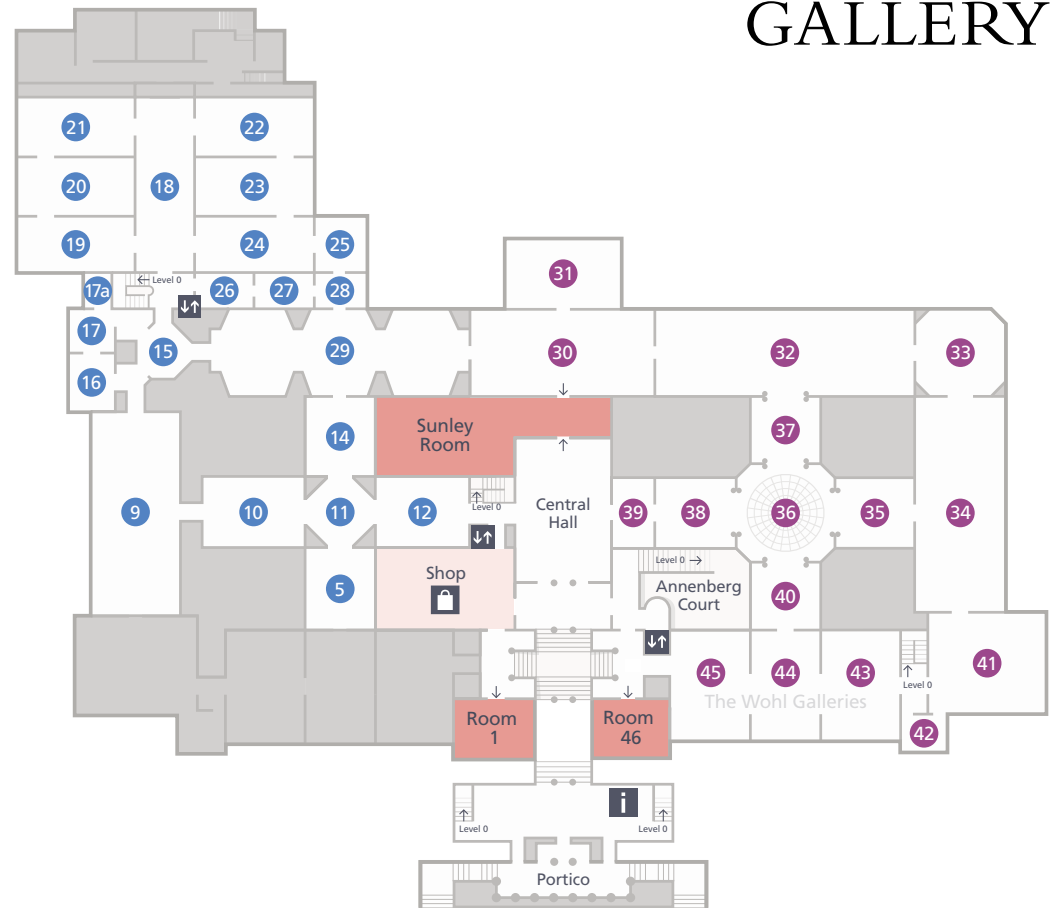 GALLERY
21
22
20
18
23
19
24
25
31
Level 0
17a
26
27
28
17
15
29
30
32
33
16
14
Sunley
Room
37
9
10
11
12
Level 0
Central
Hall
39
38
36
35
34
Level 0
5
Shop
Annenberg
Court
40
45
44
43
41
Level 0
The Wohl Galleries
Room
1
Room
46
42
i
Level 0
Level 0
Portico